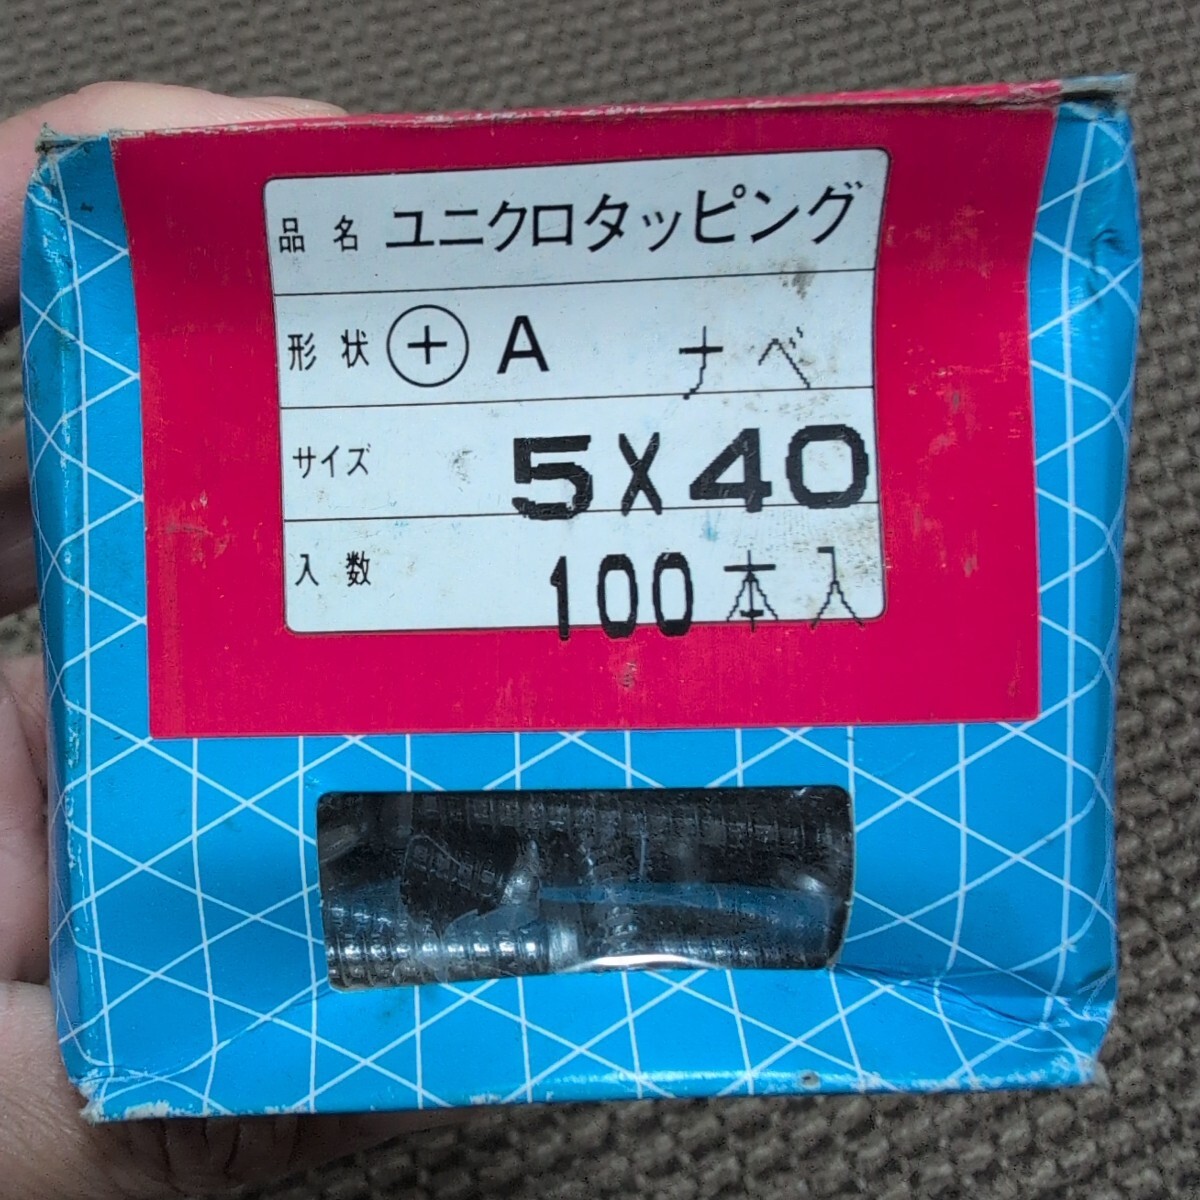 品名 ユニクロタッピング
形状 ⊕ A ナベ
サイズ 5X40
入数 100本入